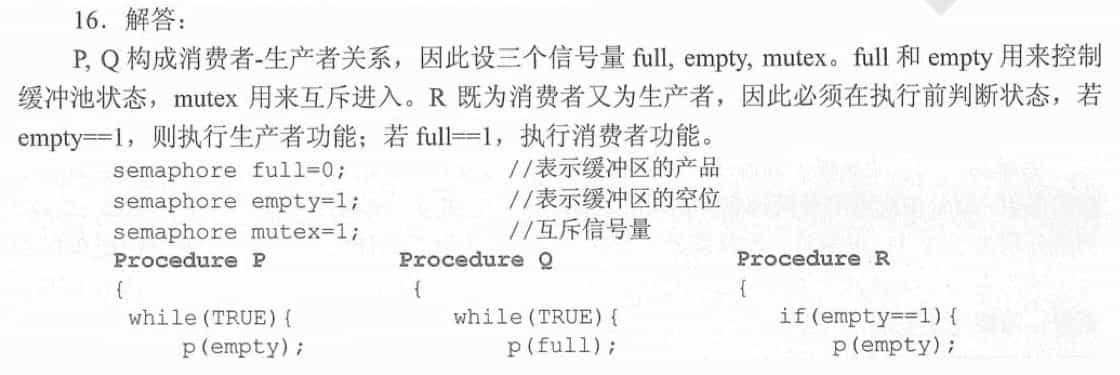 16. 解答：
P, Q 构成消费者-生产者关系，因此设三个信号量 full, empty, mutex。full 和 empty 用来控制
缓冲池状态，mutex 用来互斥进入。R 既为消费者又为生产者，因此必须在执行前判断状态，若
empty==1，则执行生产者功能；若 full==1，执行消费者功能。
semaphore full=0; //表示缓冲区的产品
semaphore empty=1; //表示缓冲区的空位
semaphore mutex=1; //互斥信号量
Procedure P Procedure Q Procedure R
{ { {
while(TRUE){ while(TRUE){ if(empty==1){
p(empty); p(full); p(empty);